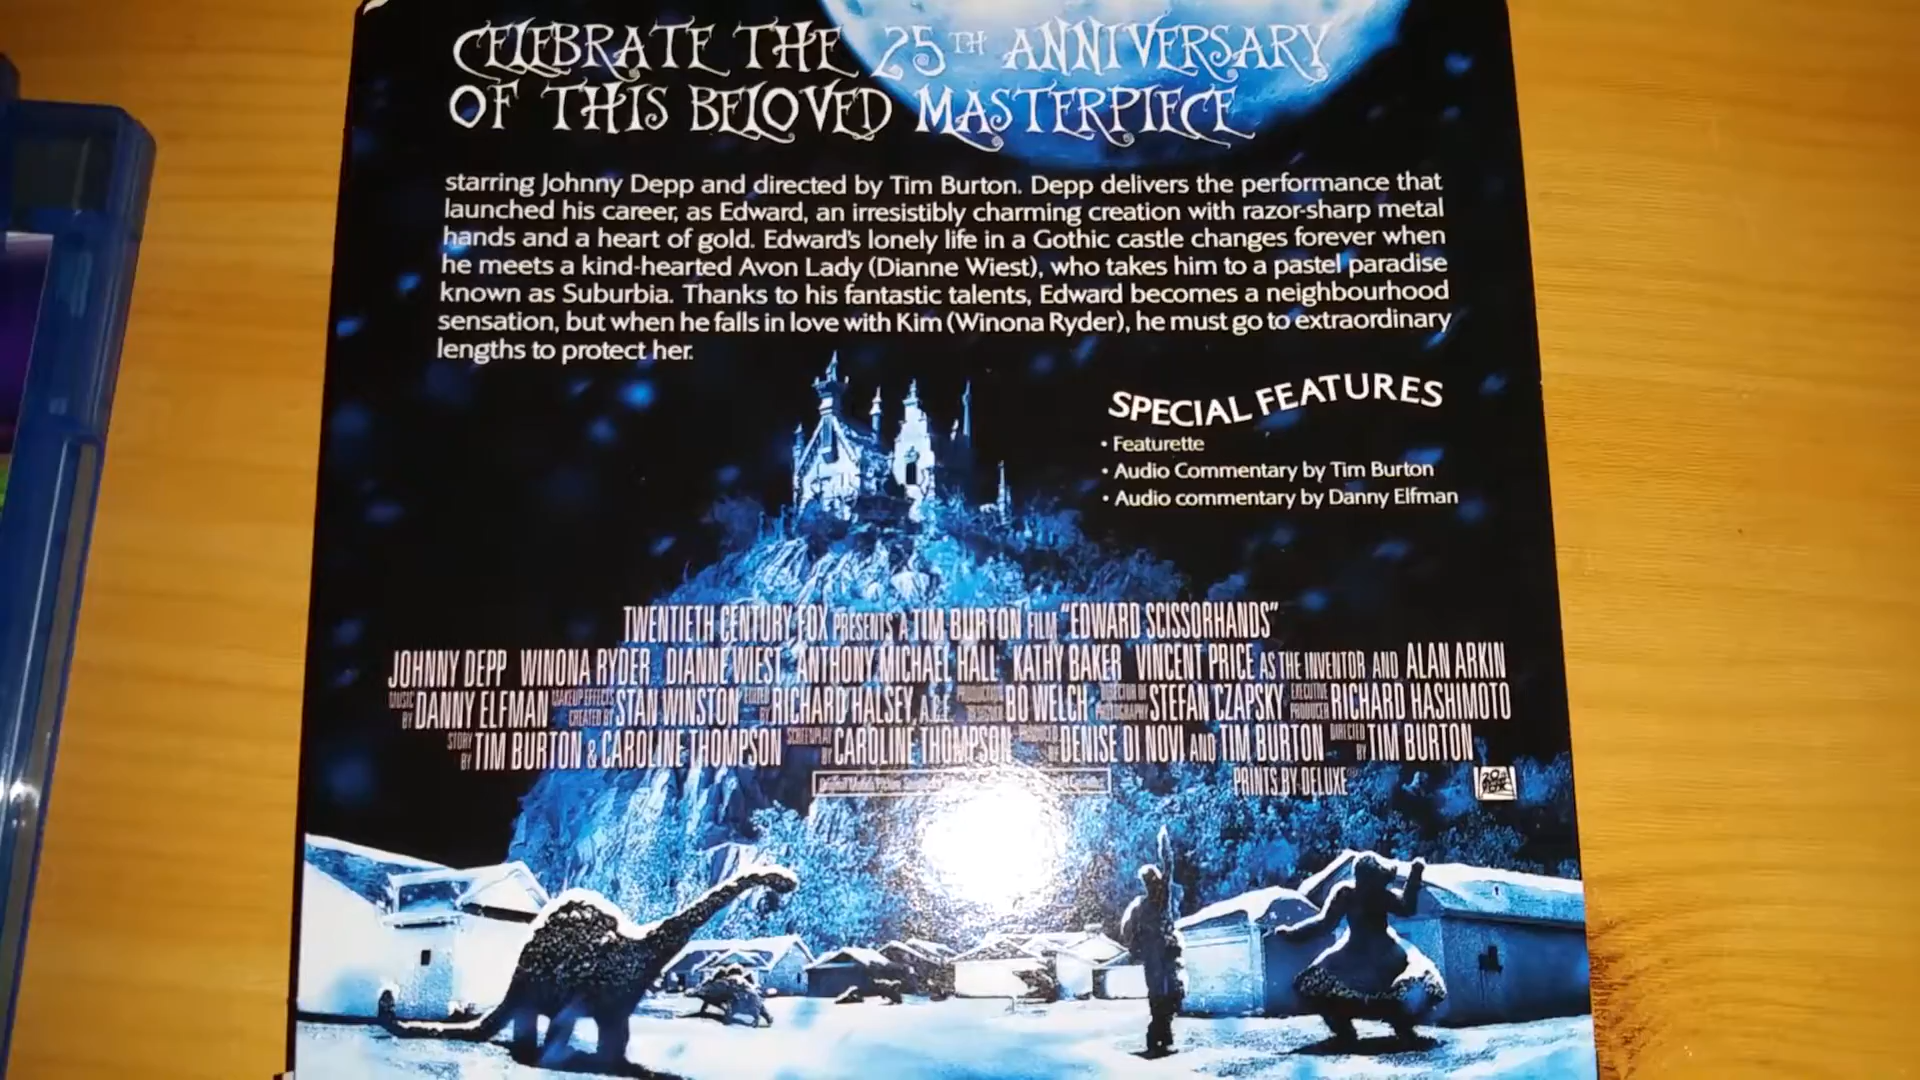 CELEBRATE THE 25TH ANNIVERSARY
OF THIS BELOVED MASTERPIECE
starring Johnny Depp and directed by Tim Burton. Depp delivers the performance that
launched his career, as Edward, an irresistibly charming creation with razor-sharp metal
hands and a heart of gold. Edward's lonely life in a Gothic castle changes forever when
he meets a kind-hearted Avon Lady (Dianne Wiest), who takes him to a pastel paradise
known as Suburbia. Thanks to his fantastic talents, Edward becomes a neighbourhood
sensation, but when he falls in love with Kim (Winona Ryder), he must go to extraordinary
lengths to protect her.
SPECIAL FEATURES
• Featurette
• Audio Commentary by Tim Burton
• Audio commentary by Danny Elfman
TWENTIETH CENTURY FOX PRESENTS A TIM BURTON FILM "EDWARD SCISSORHANDS"
JOHNNY DEPP WINONA RYDER DIANNE WIEST ANTHONY MICHAEL HALL KATHY BAKER VINCENT PRICE AS THE INVENTOR AND ALAN ARKIN
MUSIC BY DANNY ELFMAN MAKEUP EFFECTS CREATED BY STAN WINSTON EDITED BY RICHARD HALSEY, A.C.E. PRODUCTION DESIGNER BO WELCH DIRECTOR OF PHOTOGRAPHY STEFAN CZAPSKY EXECUTIVE PRODUCER RICHARD HASHIMOTO
STORY BY TIM BURTON & CAROLINE THOMPSON SCREENPLAY BY CAROLINE THOMPSON PRODUCED BY DENISE DI NOVI AND TIM BURTON DIRECTED BY TIM BURTON
Original Motion Picture
PRINTS BY DELUXE